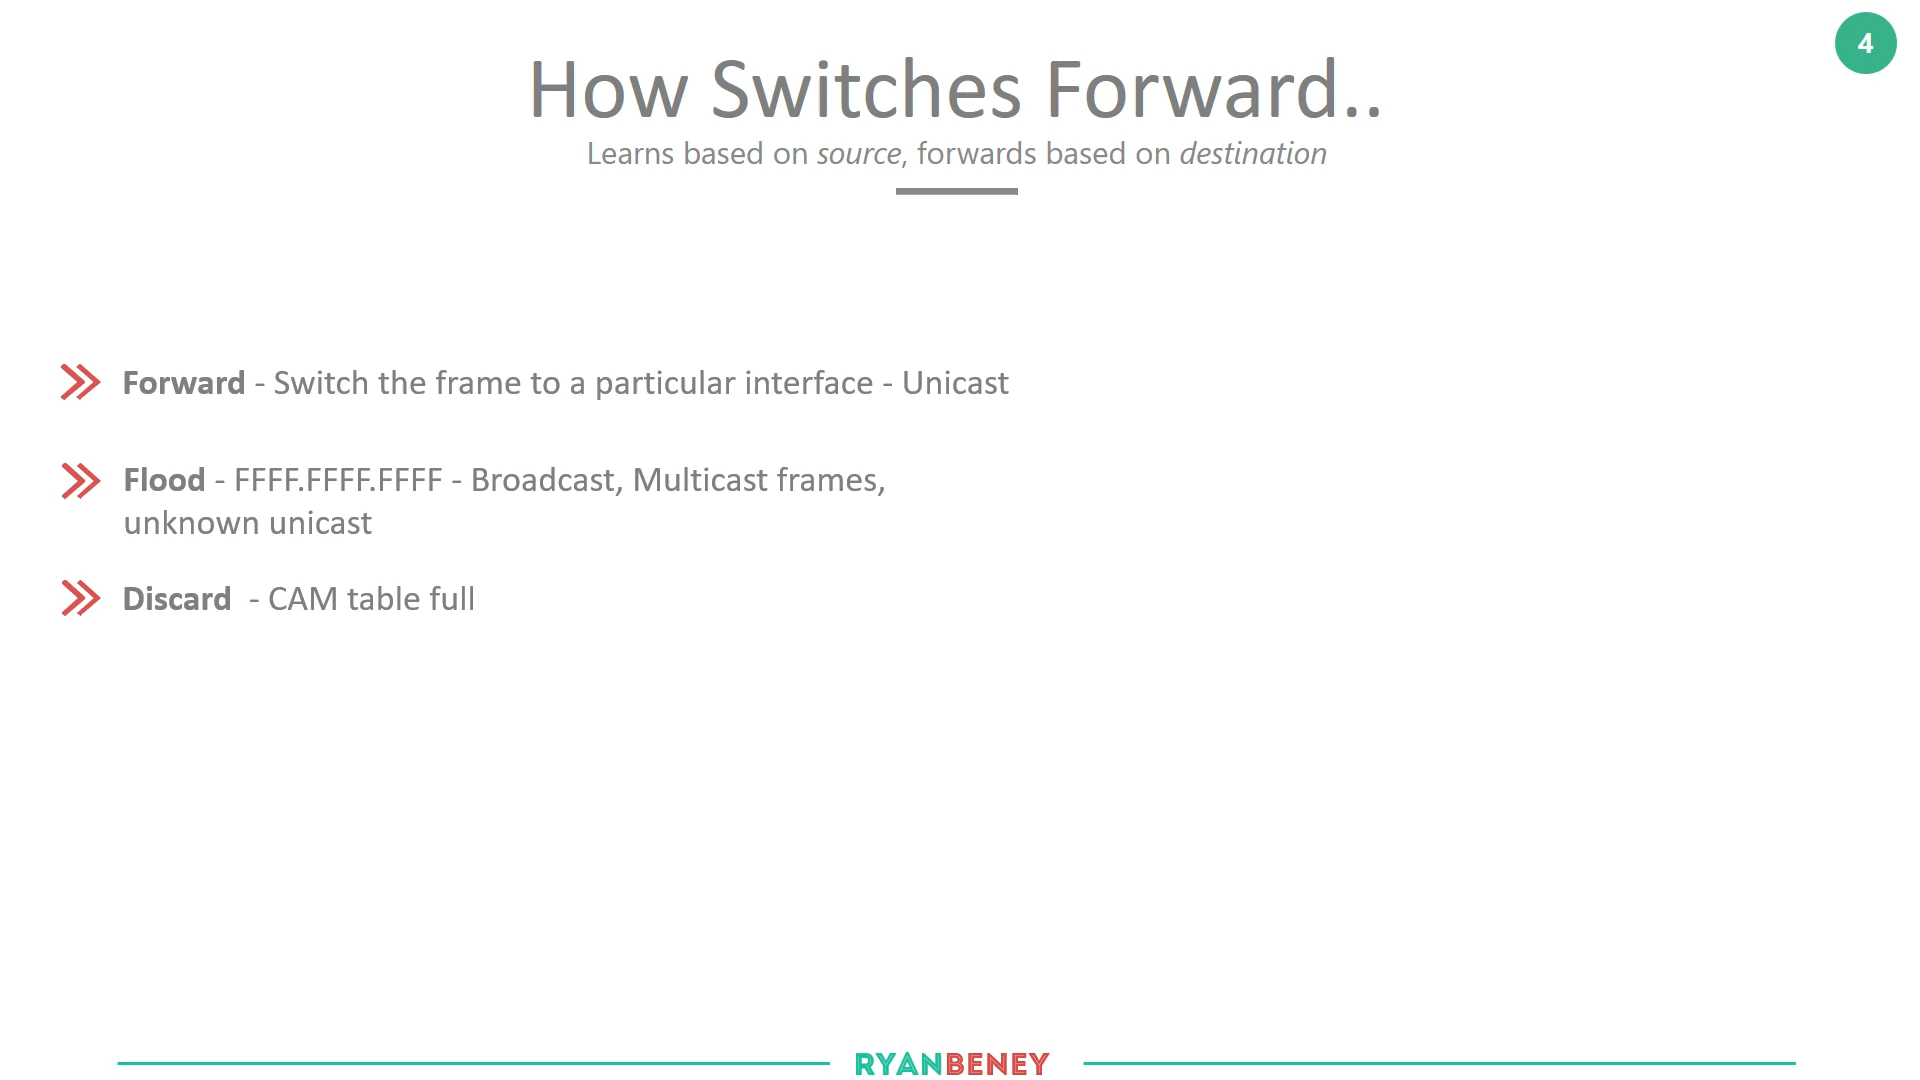 4
How Switches Forward..
Learns based on source, forwards based on destination
Forward - Switch the frame to a particular interface - Unicast
Flood - FFFF.FFFF.FFFF - Broadcast, Multicast frames,
unknown unicast
Discard  - CAM table full
RYANBENEY